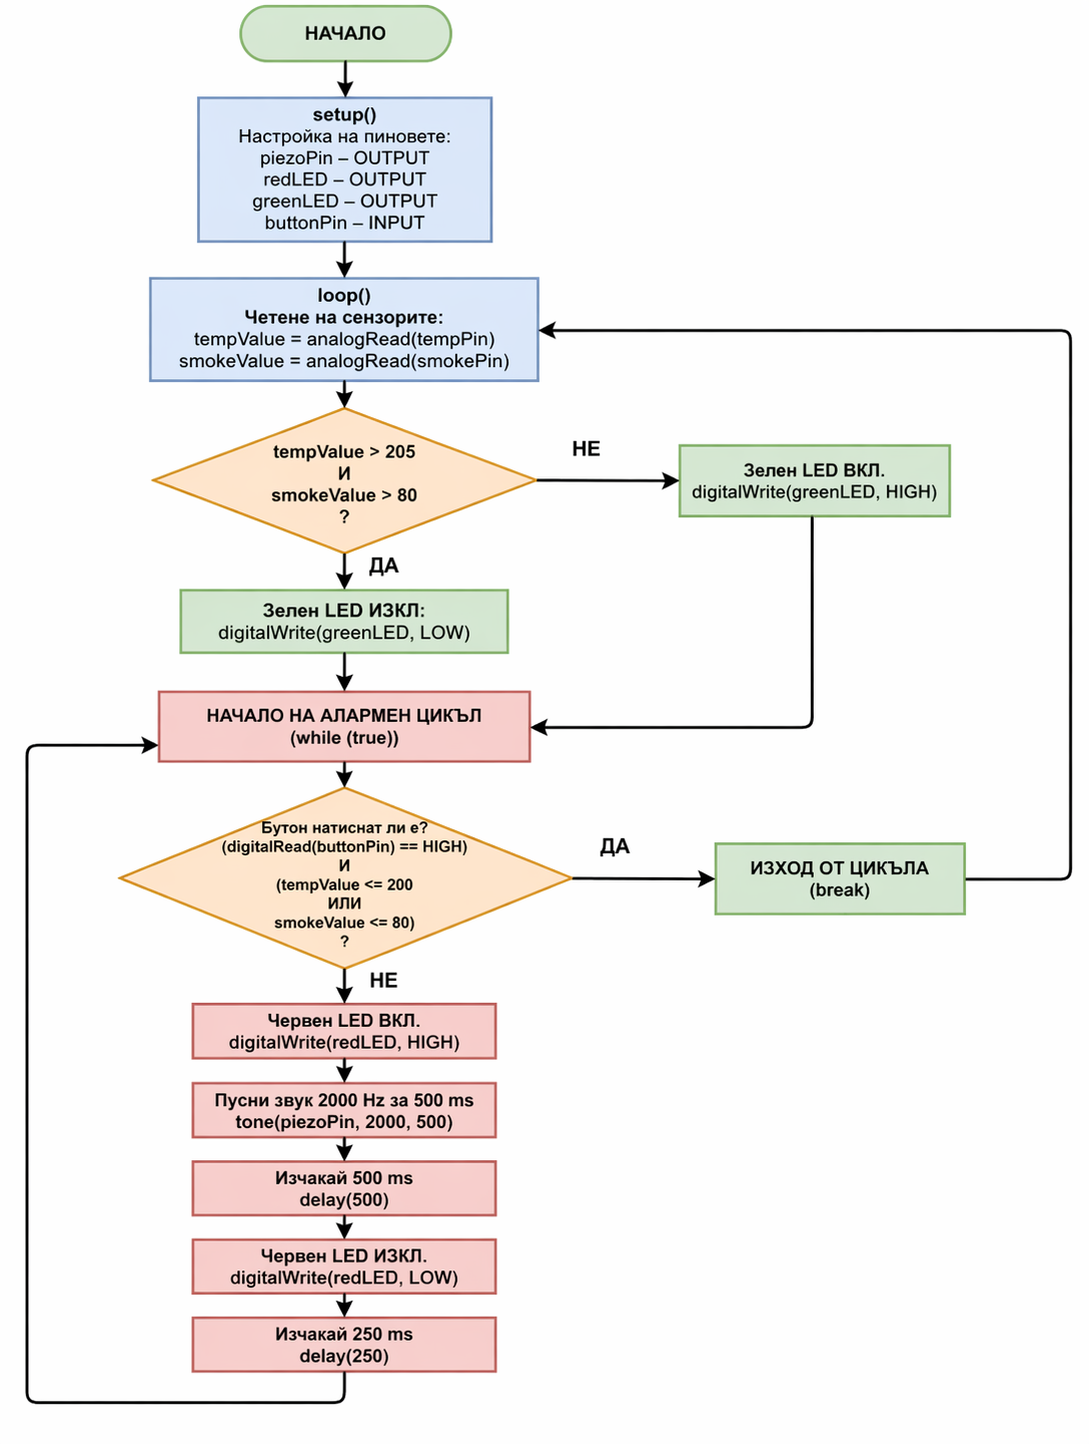 НАЧАЛО
setup()
Настройка на пиновете:
piezoPin – OUTPUT
redLED – OUTPUT
greenLED – OUTPUT
buttonPin – INPUT
loop()
Четене на сензорите:
tempValue = analogRead(tempPin)
smokeValue = analogRead(smokePin)
tempValue > 205
И
smokeValue > 80
?
НЕ
Зелен LED ВКЛ.
digitalWrite(greenLED, HIGH)
ДА
Зелен LED ИЗКЛ:
digitalWrite(greenLED, LOW)
НАЧАЛО НА АЛАРМЕН ЦИКЪЛ
(while (true))
Бутон натиснат ли е?
(digitalRead(buttonPin) == HIGH)
И
(tempValue <= 200
ИЛИ
smokeValue <= 80)
?
ДА
ИЗХОД ОТ ЦИКЪЛА
(break)
НЕ
Червен LED ВКЛ.
digitalWrite(redLED, HIGH)
Пусни звук 2000 Hz за 500 ms
tone(piezoPin, 2000, 500)
Изчакай 500 ms
delay(500)
Червен LED ИЗКЛ.
digitalWrite(redLED, LOW)
Изчакай 250 ms
delay(250)